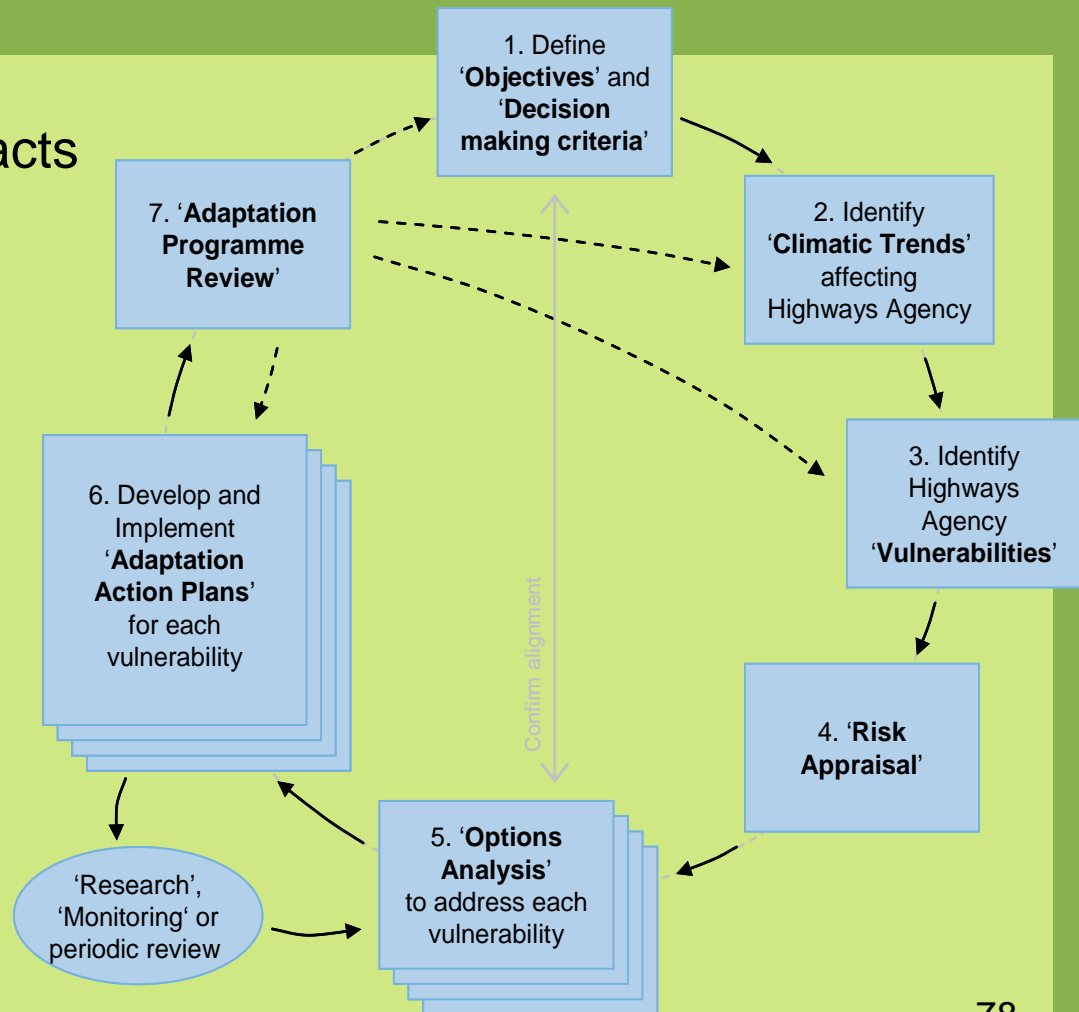 acts
1. Define
‘Objectives’ and
‘Decision
making criteria’
7. ‘Adaptation
Programme
Review’
2. Identify
‘Climatic Trends’
affecting
Highways Agency
3. Identify
Highways
Agency
‘Vulnerabilities’
6. Develop and
Implement
‘Adaptation
Action Plans’
for each
vulnerability
Confirm alignment
4. ‘Risk
Appraisal’
5. ‘Options
Analysis’
to address each
vulnerability
‘Research’,
‘Monitoring‘ or
periodic review
78